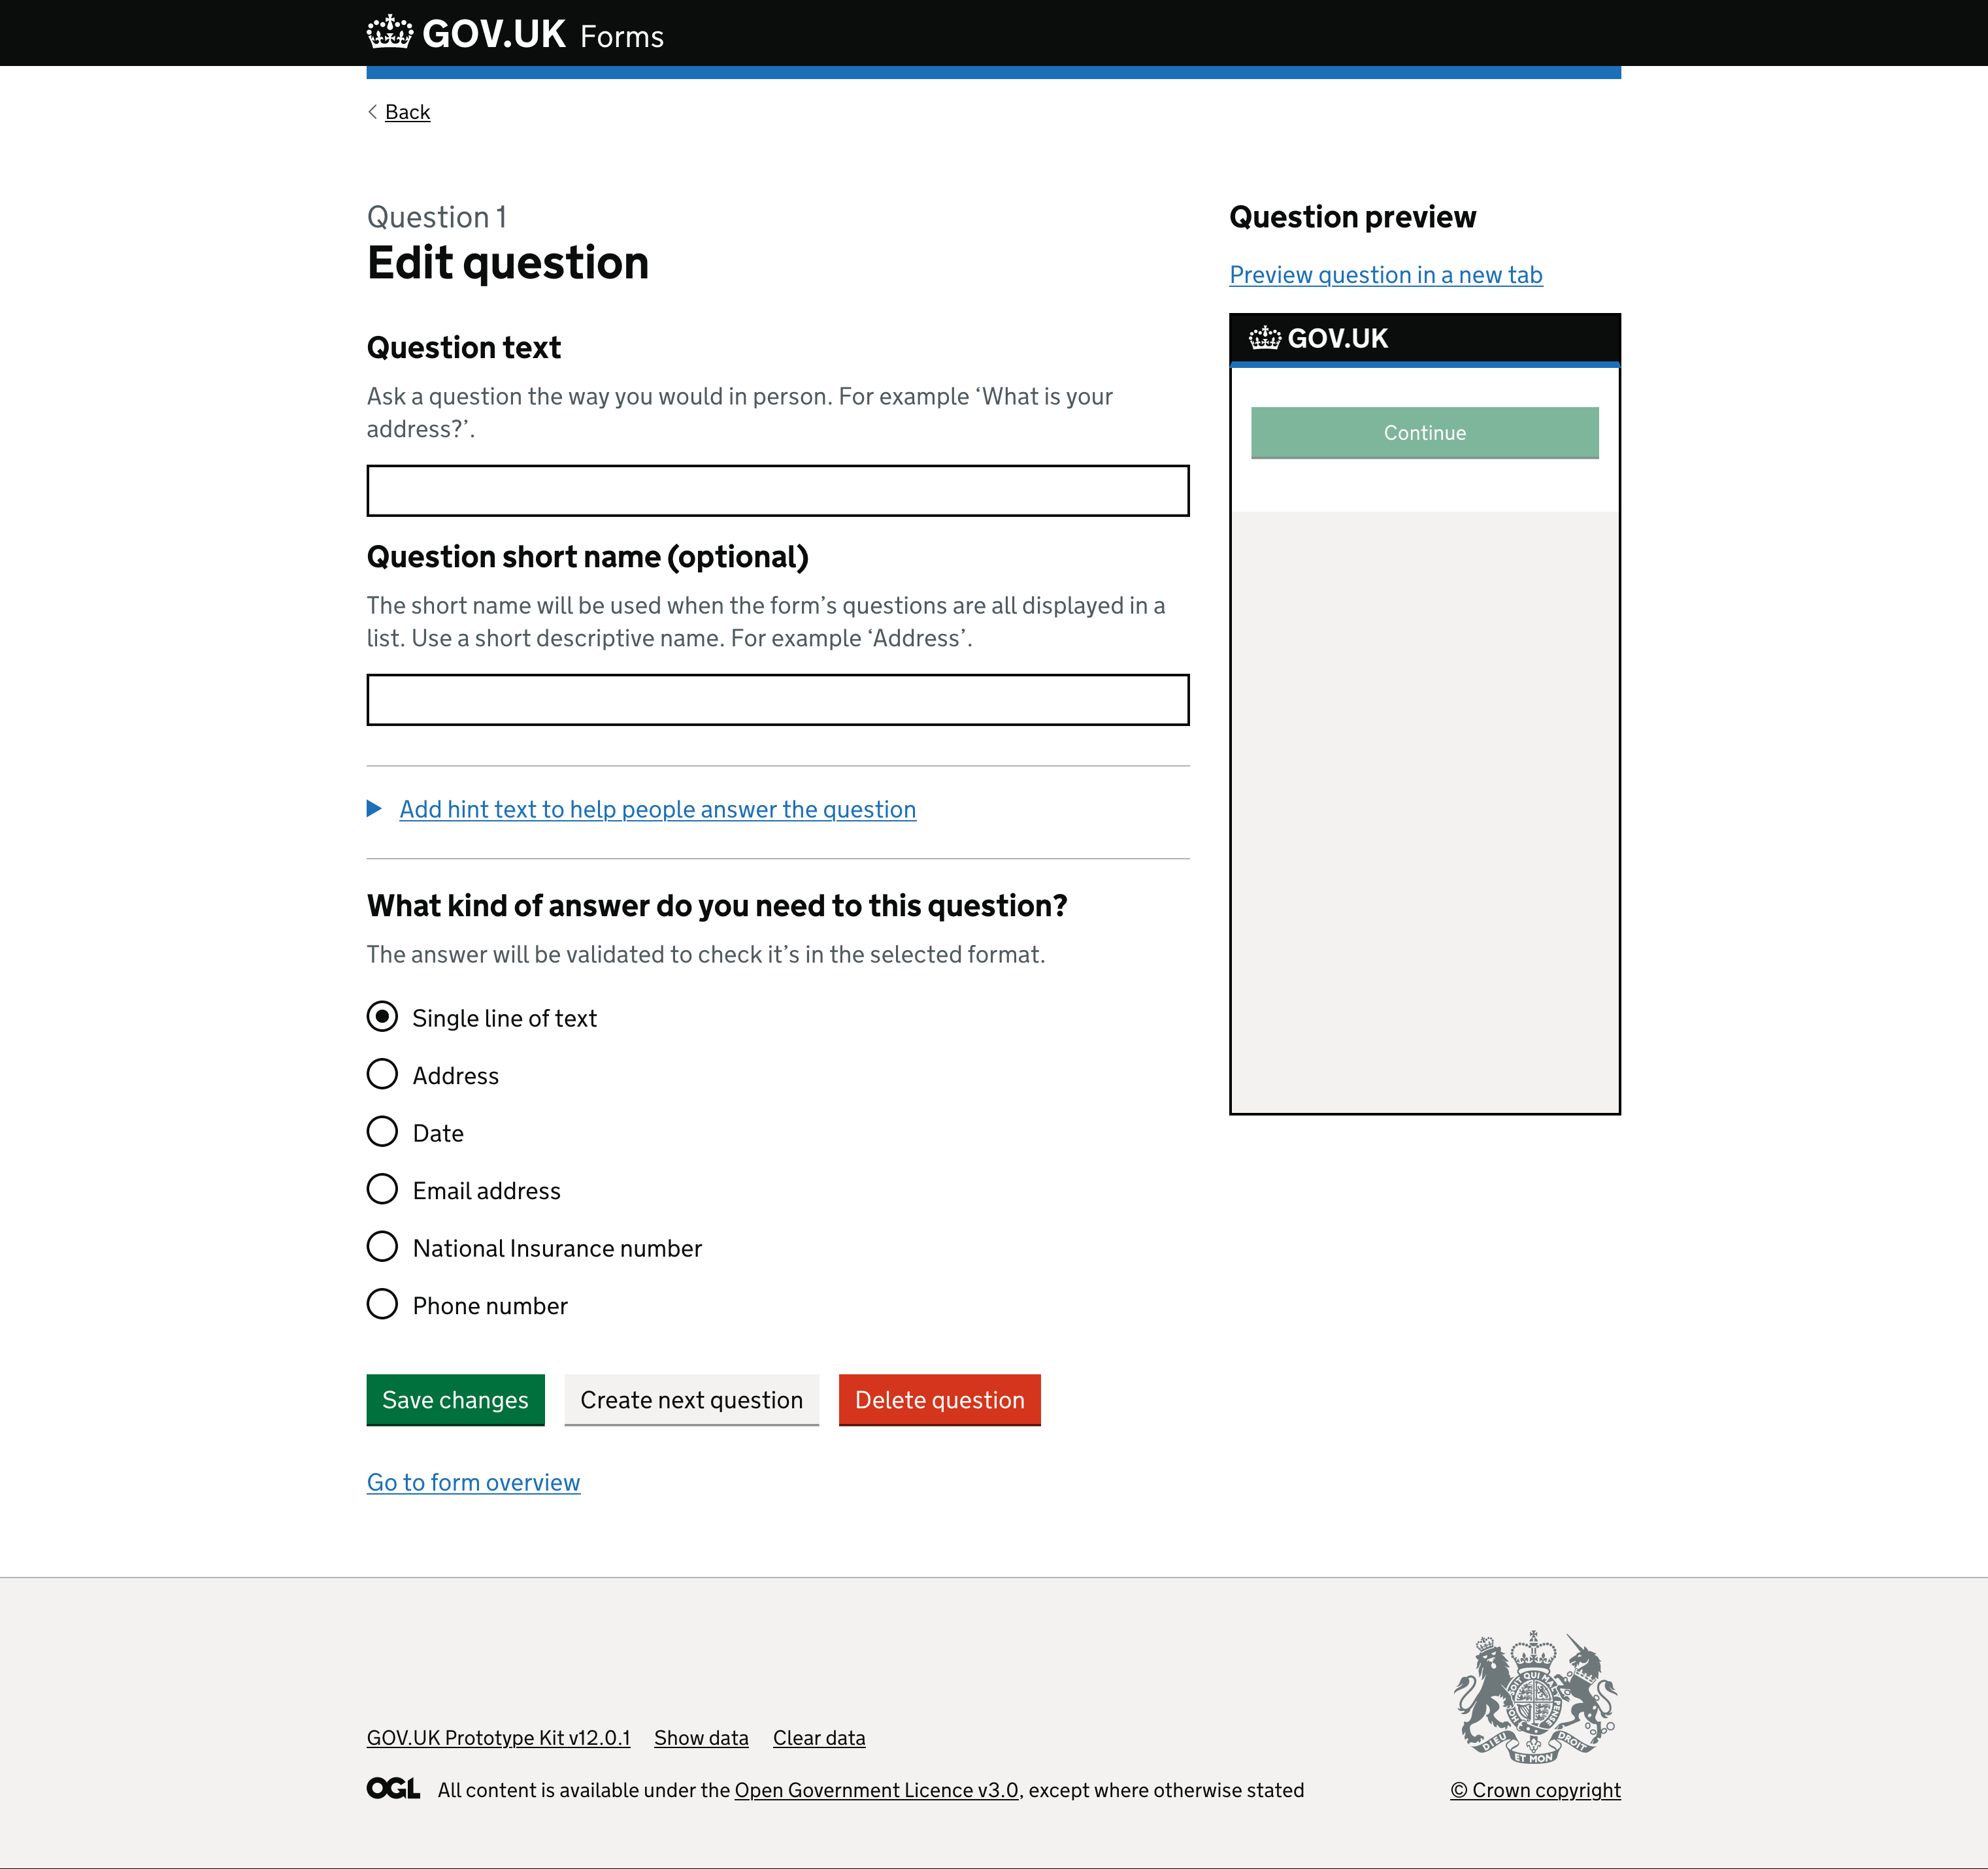 GOV.UK Forms
Back
Question 1
Edit question
Question text
Ask a question the way you would in person. For example ‘What is your
address?’.
Question short name (optional)
The short name will be used when the form’s questions are all displayed in a
list. Use a short descriptive name. For example ‘Address’.
Add hint text to help people answer the question
What kind of answer do you need to this question?
The answer will be validated to check it’s in the selected format.
Single line of text
Address
Date
Email address
National Insurance number
Phone number
Save changes
Create next question
Delete question
Go to form overview
Question preview
Preview question in a new tab
GOV.UK
Continue
GOV.UK Prototype Kit v12.0.1
Show data
Clear data
OGL All content is available under the Open Government Licence v3.0, except where otherwise stated
DIEU ET MON DROIT
© Crown copyright